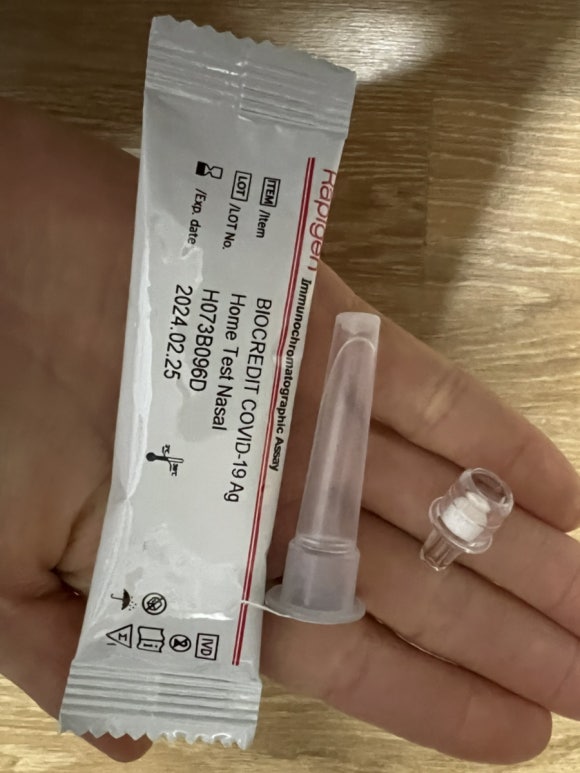 Rapigen
Immunochromatographic Assay
ITEM /Item BIOCREDIT COVID-19 Ag
Home Test Nasal
LOT /LOT No. H073B096D
/Exp. date 2024.02.25
IVD
2